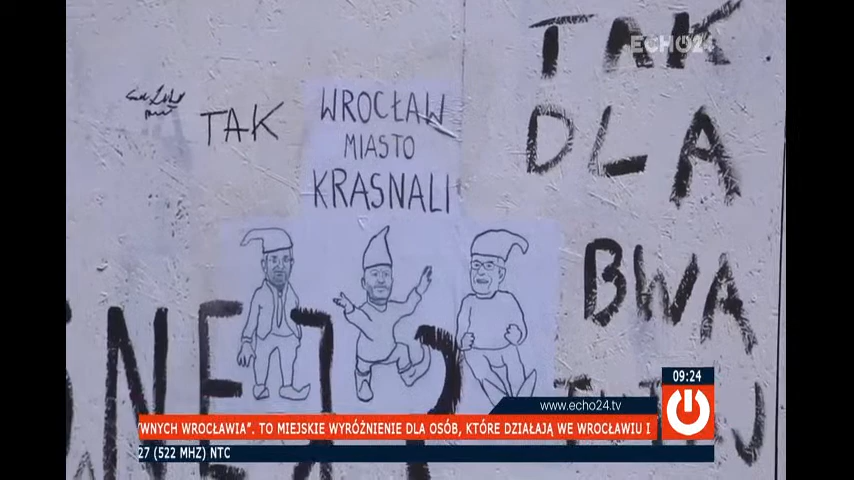 TAK
ECHO24
DLA
BWA
TAK
WROCŁAW
MIASTO
KRASNALI
NE
09:24
www.echo24.tv
WNYCH WROCŁAWIA". TO MIEJSKIE WYRÓŻNIENIE DLA OSÓB, KTÓRE DZIAŁAJĄ WE WROCŁAWIU I
27 (522 MHZ) NTC